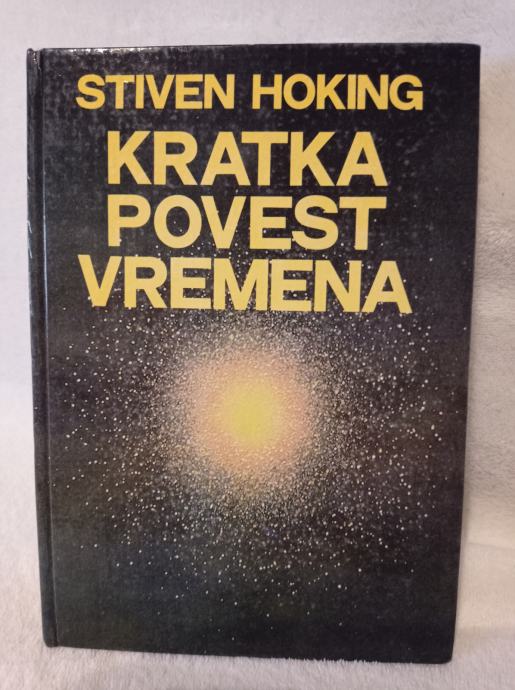 STIVEN HOKING
KRATKA
POVEST
VREMENA